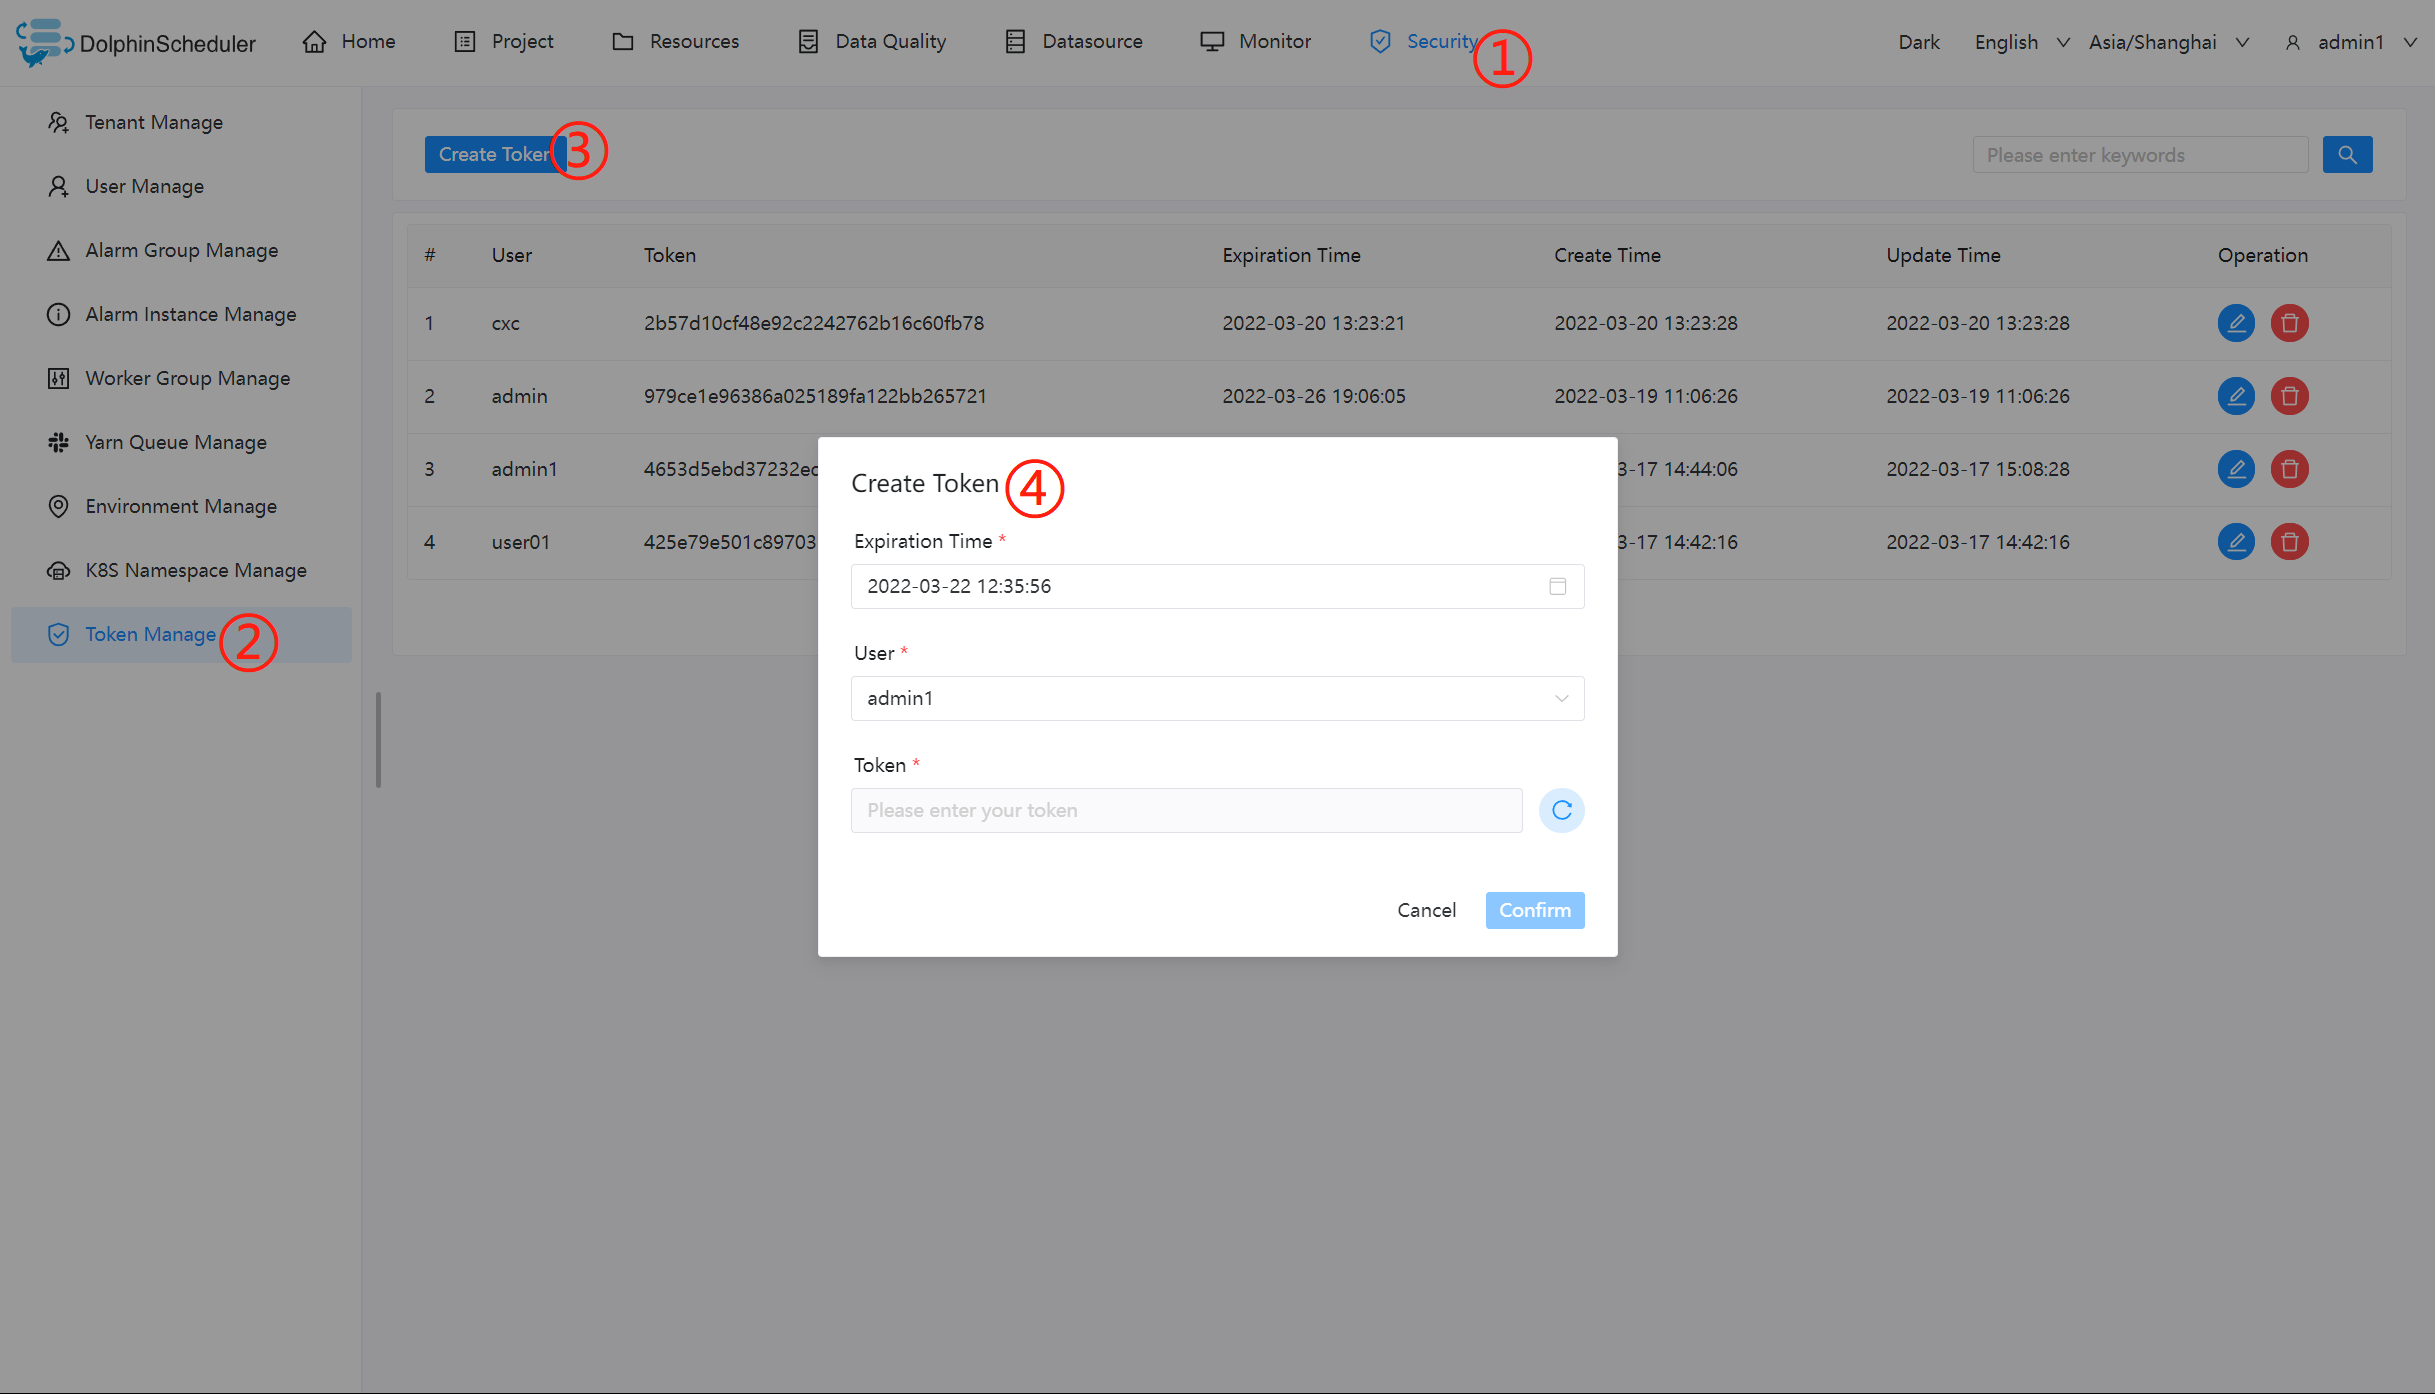 DolphinScheduler Home Project Resources Data Quality Datasource Monitor Security ① Dark English Asia/Shanghai admin1
Tenant Manage
User Manage
Alarm Group Manage
Alarm Instance Manage
Worker Group Manage
Yarn Queue Manage
Environment Manage
K8S Namespace Manage
Token Manage ②
Create Token ③ Please enter keywords
# User Token Expiration Time Create Time Update Time Operation
1 cxc 2b57d10cf48e92c2242762b16c60fb78 2022-03-20 13:23:21 2022-03-20 13:23:28 2022-03-20 13:23:28
2 admin 979ce1e96386a025189fa122bb265721 2022-03-26 19:06:05 2022-03-19 11:06:26 2022-03-19 11:06:26
3 admin1 4653d5ebd37232ec 3-17 14:44:06 2022-03-17 15:08:28
4 user01 425e79e501c89703 3-17 14:42:16 2022-03-17 14:42:16
Create Token ④
Expiration Time *
2022-03-22 12:35:56
User *
admin1
Token *
Please enter your token
Cancel Confirm